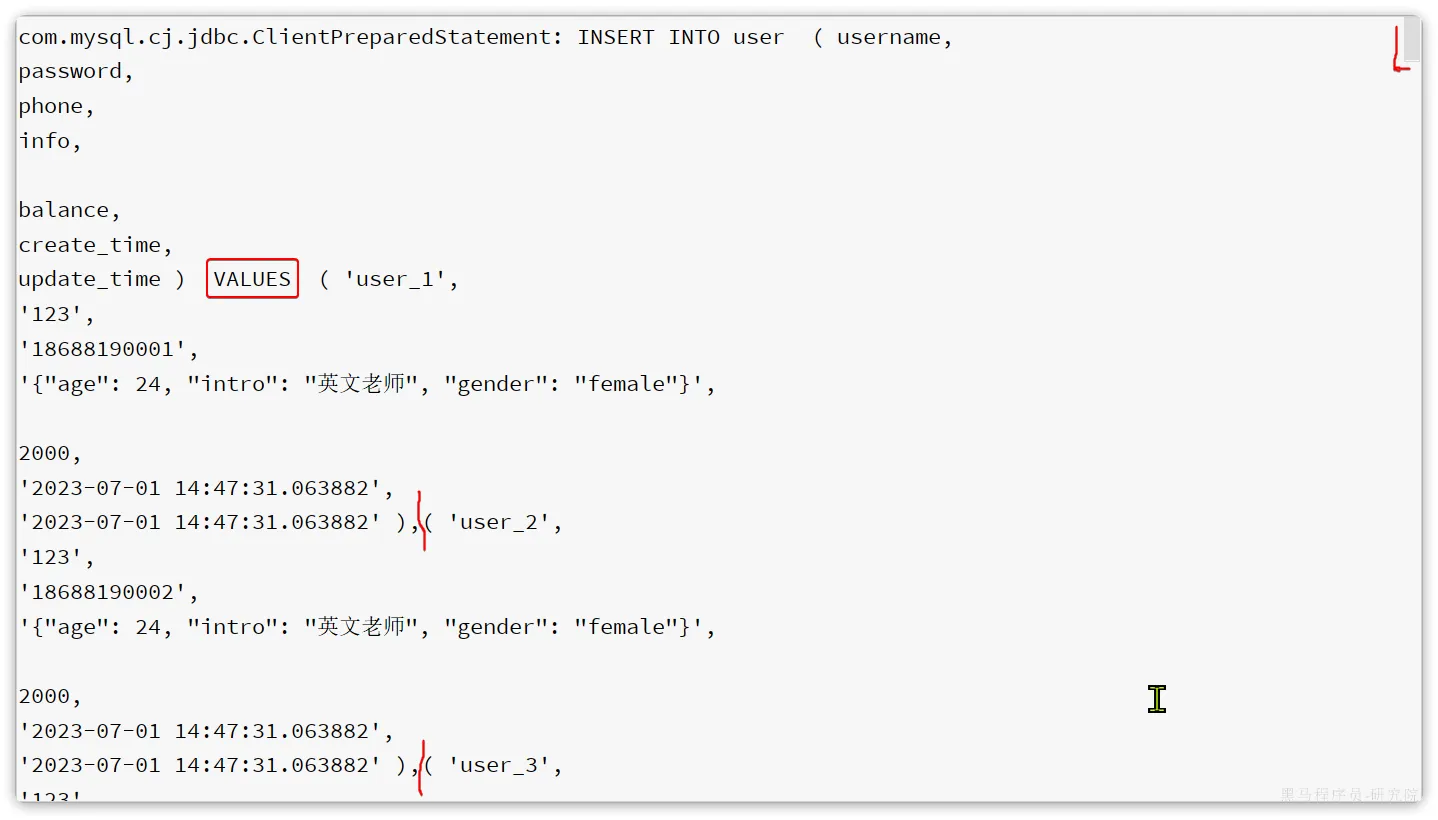 com.mysql.cj.jdbc.ClientPreparedStatement: INSERT INTO user  ( username,
password,
phone,
info,
balance,
create_time,
update_time )  VALUES  ( 'user_1',
'123',
'18688190001',
'{"age": 24, "intro": "英文老师", "gender": "female"}',
2000,
'2023-07-01 14:47:31.063882',
'2023-07-01 14:47:31.063882' ),( 'user_2',
'123',
'18688190002',
'{"age": 24, "intro": "英文老师", "gender": "female"}',
2000,
'2023-07-01 14:47:31.063882',
'2023-07-01 14:47:31.063882' ),( 'user_3',
'123'
黑马程序员-研究院